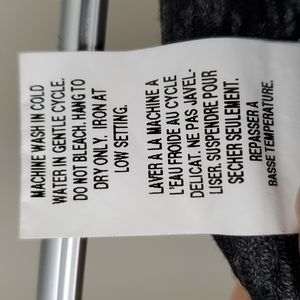 MACHINE WASH IN COLD
WATER IN GENTLE CYCLE.
DO NOT BLEACH. HANG TO
DRY ONLY. IRON AT
LOW SETTING.
LAVER A LA MACHINE A
L'EAU FROIDE AU CYCLE
DELICAT. NE PAS JAVEL-
LISER. SUSPENDRE POUR
SECHER SEULEMENT.
REPASSER A
BASSE TEMPERATURE.